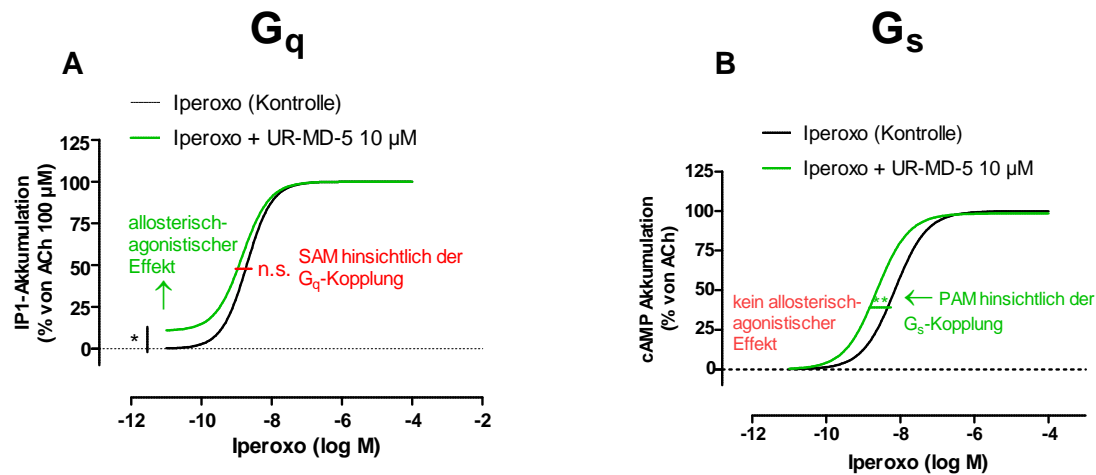 Gq
A
Iperoxo (Kontrolle)
Iperoxo + UR-MD-5 10 µM
IP1-Akkumulation
(% von ACh 100 µM)
125
100
75
50
25
0
allosterisch-
agonistischer
Effekt
*
n.s.
SAM hinsichtlich der
Gq-Kopplung
-12
-10
-8
-6
-4
-2
Iperoxo (log M)
Gs
B
Iperoxo (Kontrolle)
Iperoxo + UR-MD-5 10 µM
cAMP Akkumulation
(% von ACh)
125
100
75
50
25
0
kein allosterisch-
agonistischer
Effekt
**
← PAM hinsichtlich der
Gs-Kopplung
-12
-10
-8
-6
-4
Iperoxo (log M)